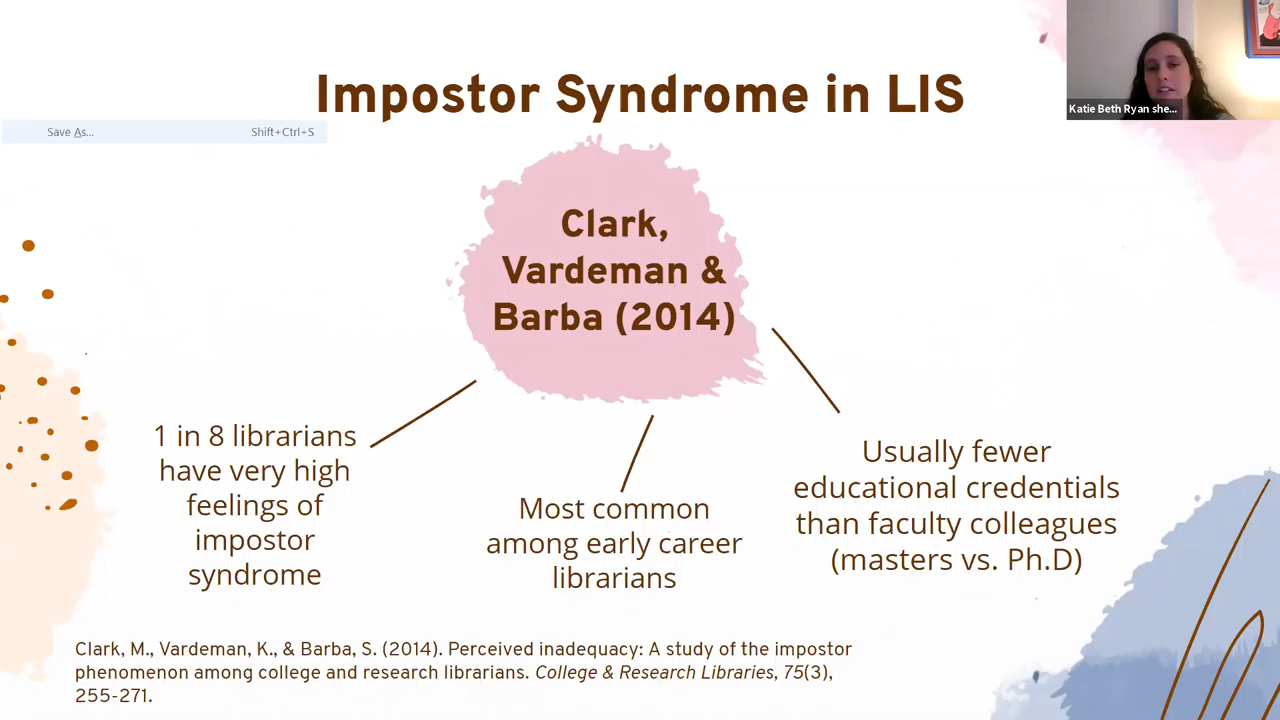 Impostor Syndrome in LIS
Katie Beth Ryan she...
Save As...
Shift+Ctrl+S
Clark,
Vardeman &
Barba (2014)
1 in 8 librarians
have very high
feelings of
impostor
syndrome
Most common
among early career
librarians
Usually fewer
educational credentials
than faculty colleagues
(masters vs. Ph.D)
Clark, M., Vardeman, K., & Barba, S. (2014). Perceived inadequacy: A study of the impostor
phenomenon among college and research librarians. College & Research Libraries, 75(3),
255-271.